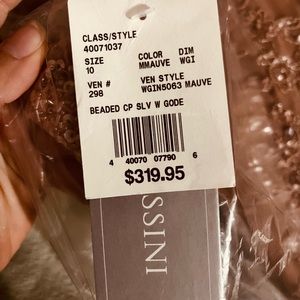 CLASS/STYLE
40071037
SIZE COLOR DIM
10 MMAUVE WGI
VEN # VEN STYLE
298 WGIN5063 MAUVE
BEADED CP SLV W GODE
4 40070 07790 6
$319.95
SSINI